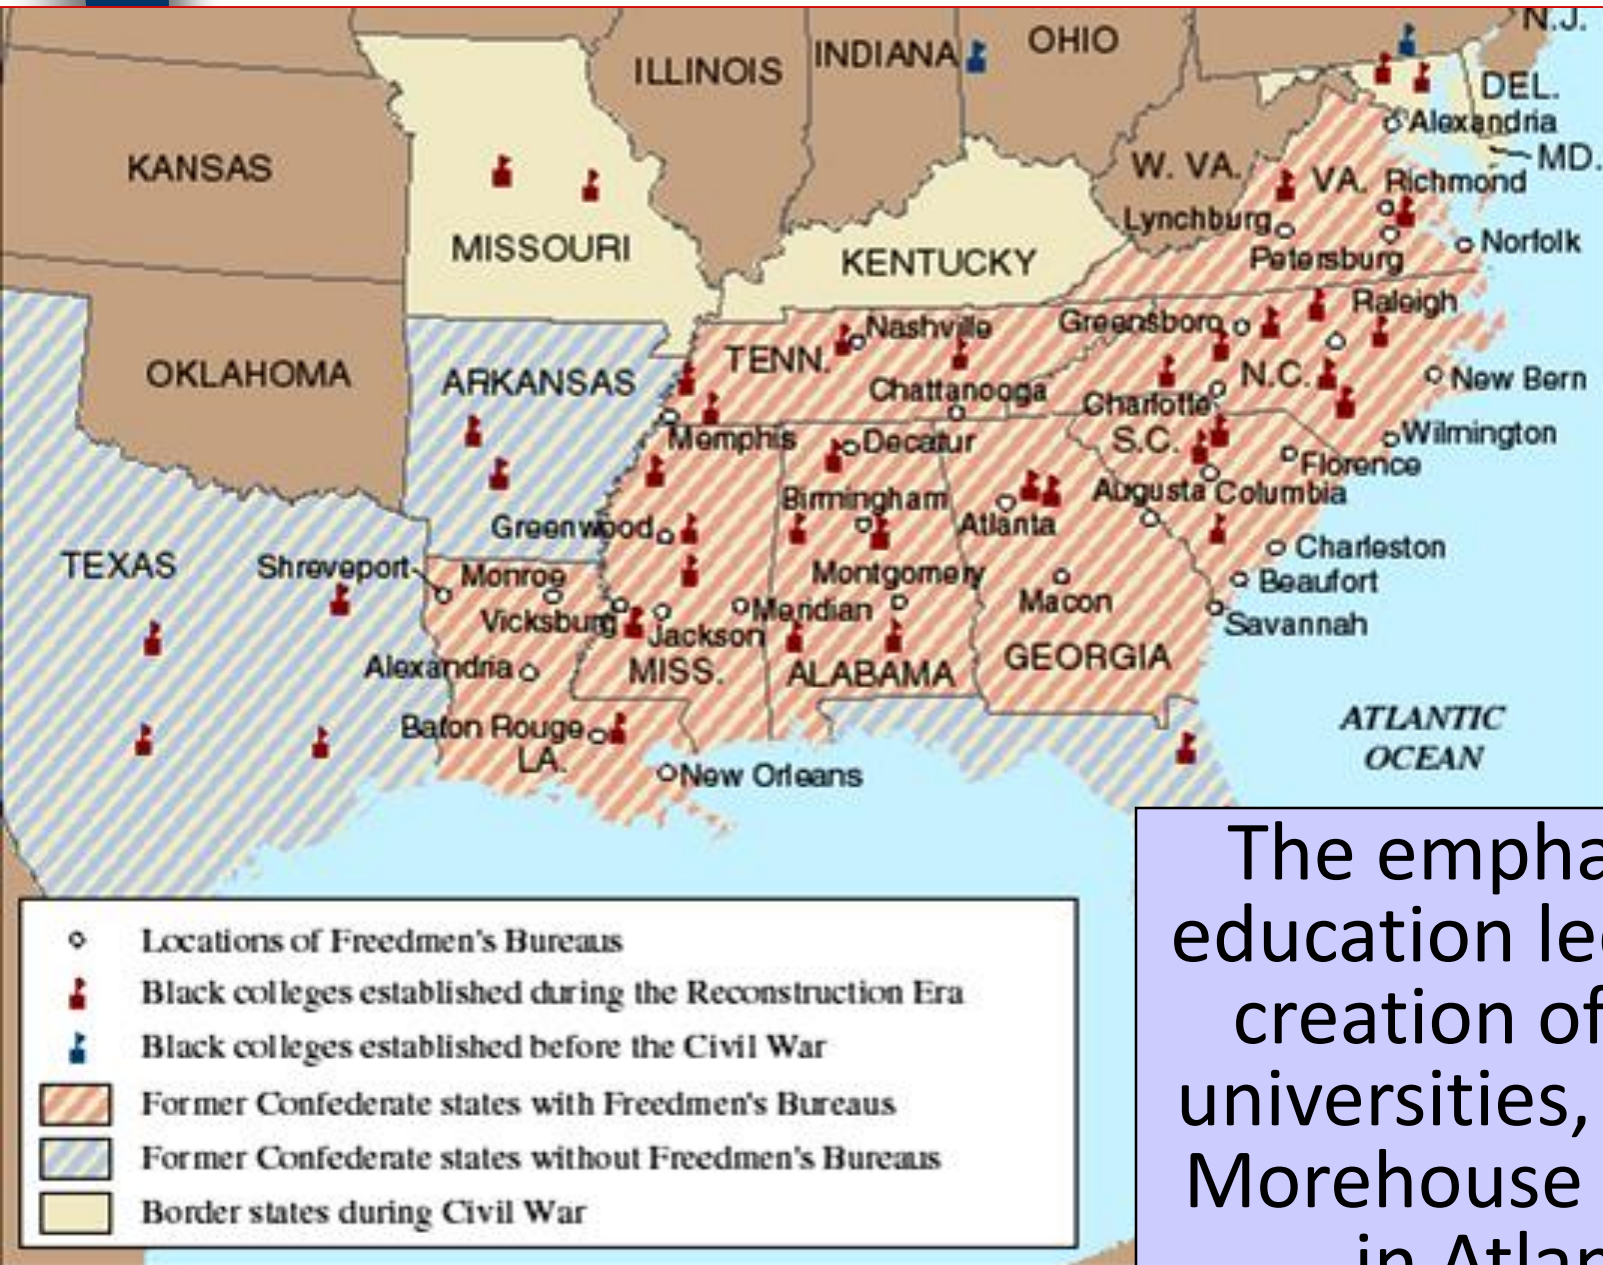 N.J.
ILLINOIS
INDIANA
OHIO
DEL.
Alexandria
MD.
KANSAS
W. VA.
VA.
Richmond
Lynchburg
Norfolk
MISSOURI
KENTUCKY
Petersburg
Raleigh
Nashville
Greensboro
TENN.
OKLAHOMA
ARKANSAS
Chattanooga
N.C.
New Bern
Charlotte
Memphis
Decatur
S.C.
Wilmington
Florence
Birmingham
Augusta
Columbia
Greenwood
Atlanta
Charleston
TEXAS
Shreveport
Monroe
Montgomery
Beaufort
Macon
Vicksburg
Meridian
Jackson
Savannah
Alexandria
MISS.
ALABAMA
GEORGIA
Baton Rouge
LA.
New Orleans
ATLANTIC
OCEAN
Locations of Freedmen's Bureaus
Black colleges established during the Reconstruction Era
Black colleges established before the Civil War
Former Confederate states with Freedmen's Bureaus
Former Confederate states without Freedmen's Bureaus
Border states during Civil War
The
education
creation of
universities,
Morehouse
in